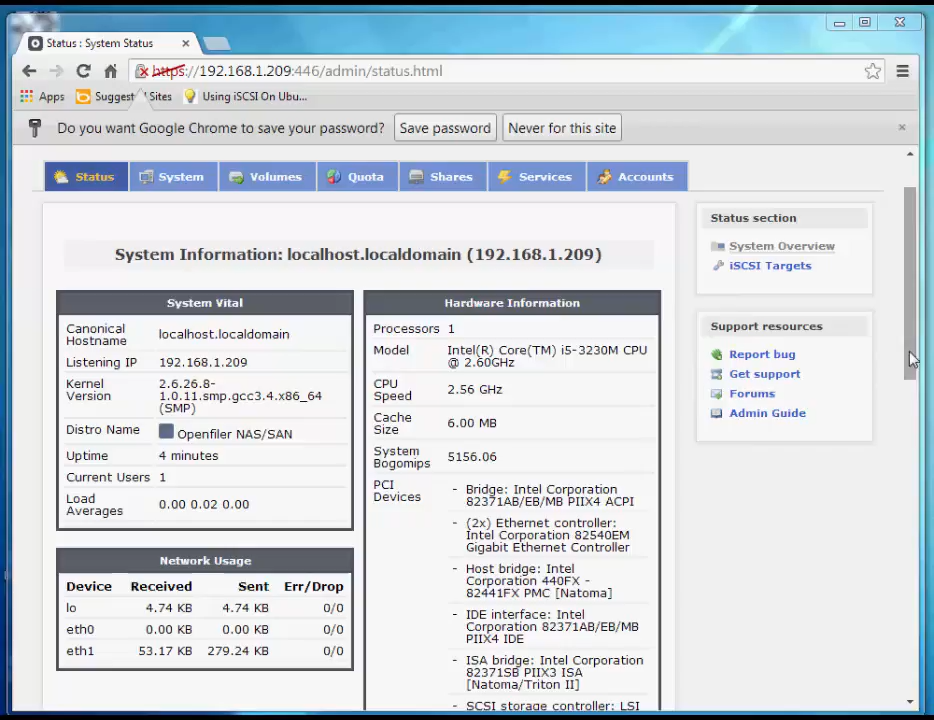 Status : System Status
https://192.168.1.209:446/admin/status.html
Apps Suggest Sites Using iSCSI On Ubu...
Do you want Google Chrome to save your password? Save password Never for this site
Status System Volumes Quota Shares Services Accounts
System Information: localhost.localdomain (192.168.1.209)
System Vital
Canonical Hostname localhost.localdomain
Listening IP 192.168.1.209
Kernel Version 2.6.26.8-
1.0.11.smp.gcc3.4.x86_64
(SMP)
Distro Name Openfiler NAS/SAN
Uptime 4 minutes
Current Users 1
Load Averages 0.00 0.02 0.00
Network Usage
Device Received Sent Err/Drop
lo 4.74 KB 4.74 KB 0/0
eth0 0.00 KB 0.00 KB 0/0
eth1 53.17 KB 279.24 KB 0/0
Hardware Information
Processors 1
Model Intel(R) Core(TM) i5-3230M CPU
@ 2.60GHz
CPU Speed 2.56 GHz
Cache Size 6.00 MB
System Bogomips 5156.06
PCI Devices
- Bridge: Intel Corporation
82371AB/EB/MB PIIX4 ACPI
- (2x) Ethernet controller:
Intel Corporation 82540EM
Gigabit Ethernet Controller
- Host bridge: Intel
Corporation 440FX -
82441FX PMC [Natoma]
- IDE interface: Intel
Corporation 82371AB/EB/MB
PIIX4 IDE
- ISA bridge: Intel Corporation
82371SB PIIX3 ISA
[Natoma/Triton II]
- SCSI storage controller: LSI
Status section
System Overview
iSCSI Targets
Support resources
Report bug
Get support
Forums
Admin Guide